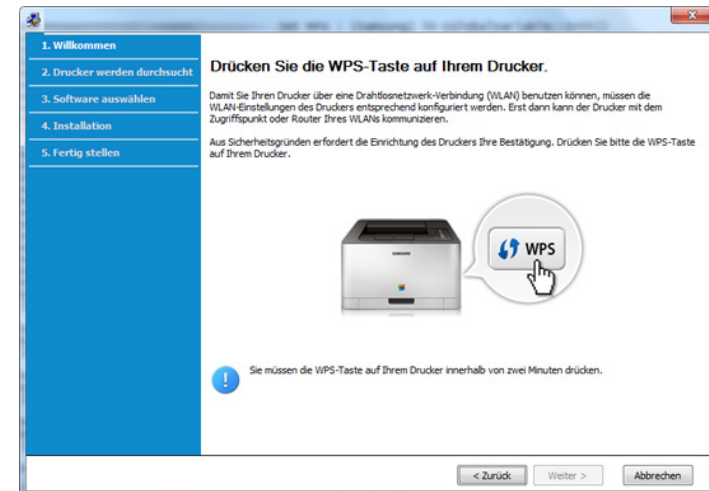 1. Willkommen
2. Drucker werden durchsucht
3. Software auswählen
4. Installation
5. Fertig stellen
Drücken Sie die WPS-Taste auf Ihrem Drucker.
Damit Sie Ihren Drucker über eine Drahtlosnetzwerk-Verbindung (WLAN) benutzen können, müssen die
WLAN-Einstellungen des Druckers entsprechend konfiguriert werden. Erst dann kann der Drucker mit dem
Zugriffspunkt oder Router Ihres WLANs kommunizieren.
Aus Sicherheitsgründen erfordert die Einrichtung des Druckers Ihre Bestätigung. Drücken Sie bitte die WPS-Taste
auf Ihrem Drucker.
SAMSUNG
WPS
Sie müssen die WPS-Taste auf Ihrem Drucker innerhalb von zwei Minuten drücken.
< Zurück
Weiter >
Abbrechen